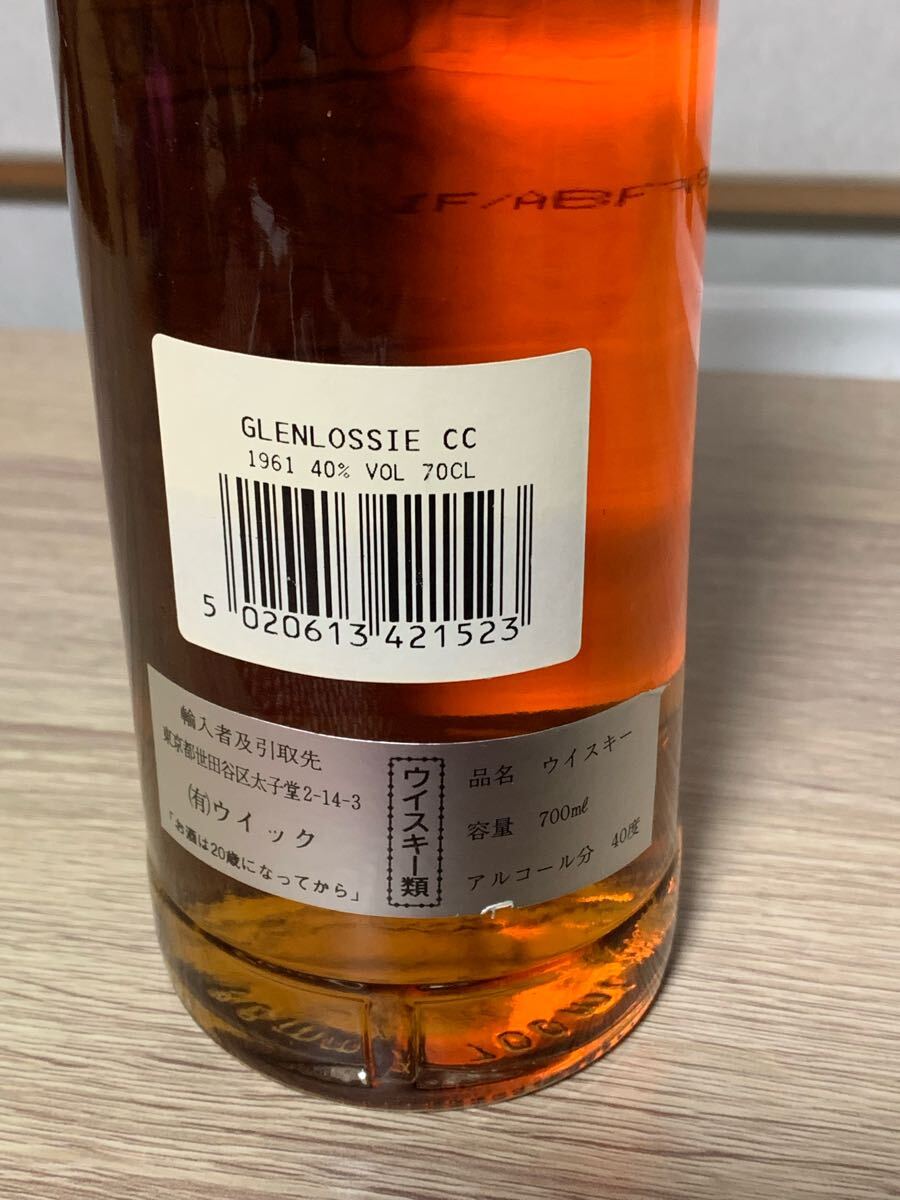 IF/ABF
GLENLOSSIE CC
1961 40% VOL 70CL
5 020613 421523
輸入者及引取先
東京都世田谷区太子堂2-14-3
(有)ウイック
「お酒は20歳になってから」
ウイスキー類
品名 ウイスキー
容量 700mℓ
アルコール分 40度